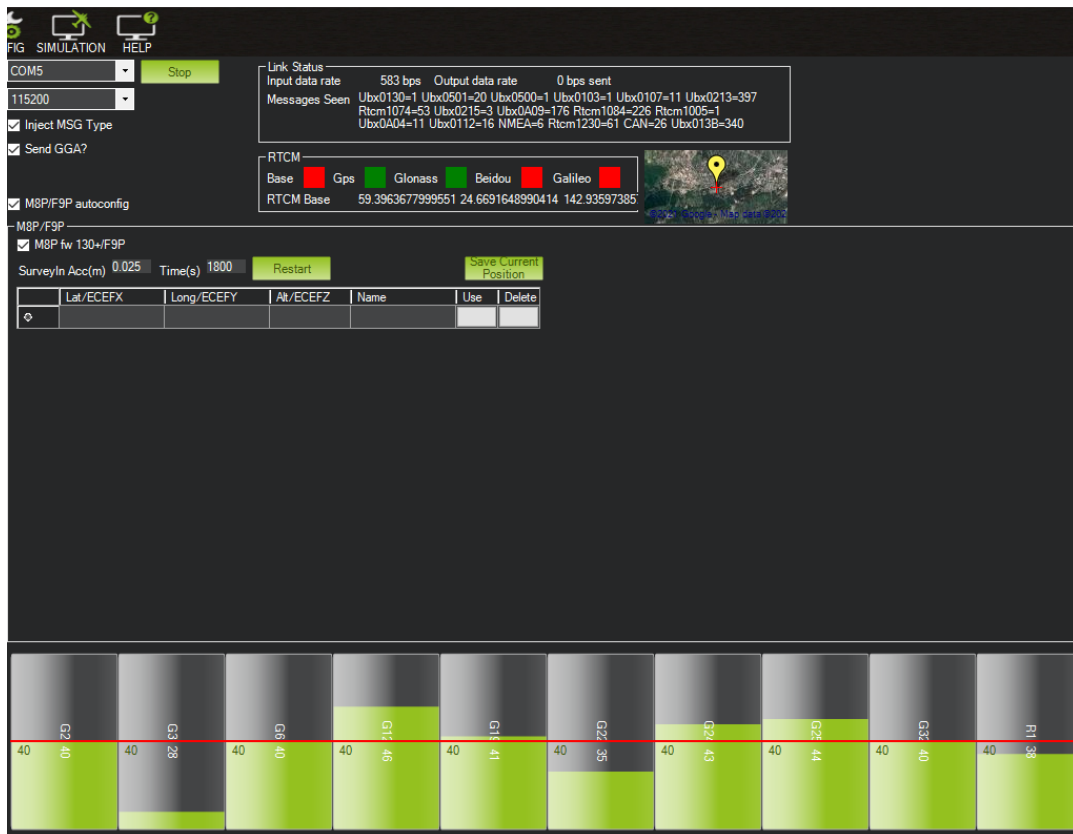 FIG SIMULATION HELP
COM5 Stop
115200
Inject MSG Type
Send GGA?
M8P/F9P autoconfig
Link Status
Input data rate 583 bps Output data rate 0 bps sent
Messages Seen Ubx0130=1 Ubx0501=20 Ubx0500=1 Ubx0103=1 Ubx0107=11 Ubx0213=397
Rtcm1074=53 Ubx0215=3 Ubx0A09=176 Rtcm1084=226 Rtcm1005=1
Ubx0A04=11 Ubx0112=16 NMEA=6 Rtcm1230=61 CAN=26 Ubx013B=340
RTCM
Base Gps Glonass Beidou Galileo
RTCM Base 59.3963677999551 24.6691648990414 142.93597385
M8P/F9P
M8P fw 130+/F9P
SurveyIn Acc(m) 0.025 Time(s) 1800 Restart Save Current
Position
Lat/ECEFX Long/ECEFY Alt/ECEFZ Name Use Delete
40 G2 40
40 G3 28
40 G6 40
40 G12 46
40 G19 41
40 G22 35
40 G24 43
40 G25 44
40 G32 40
40 R1 38